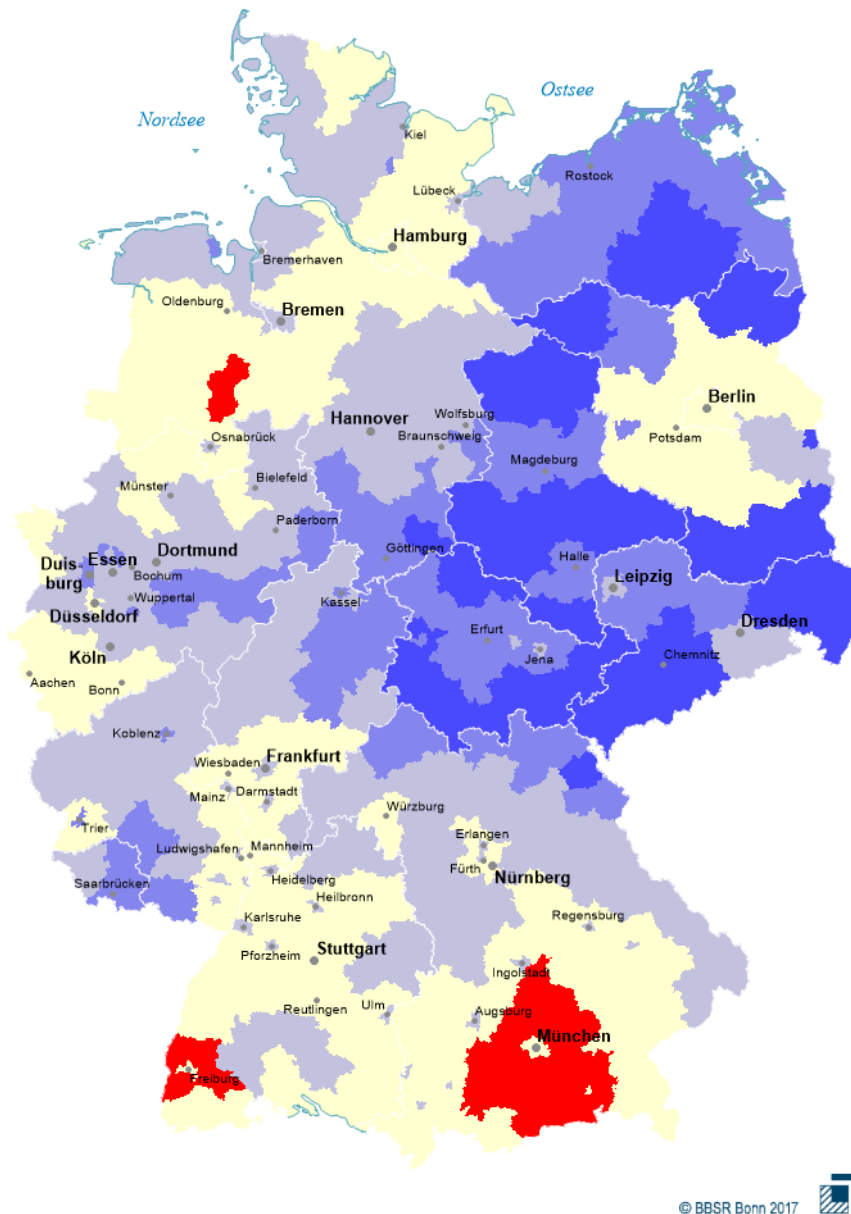 Ostsee
Nordsee
Kiel
Rostock
Lübeck
Hamburg
Bremerhaven
Oldenburg
Bremen
Berlin
Wolfsburg
Hannover
Potsdam
Braunschweig
Osnabrück
Magdeburg
Bielefeld
Münster
Paderborn
Dortmund
Göttingen
Halle
Duis-
burg
Essen
Bochum
Leipzig
Kassel
Wuppertal
Düsseldorf
Dresden
Erfurt
Köln
Jena
Chemnitz
Aachen
Bonn
Koblenz
Frankfurt
Wiesbaden
Mainz
Darmstadt
Würzburg
Trier
Erlangen
Ludwigshafen
Mannheim
Fürth
Nürnberg
Heidelberg
Saarbrücken
Heilbronn
Karlsruhe
Regensburg
Pforzheim
Stuttgart
Ingolstadt
Reutlingen
Ulm
Augsburg
München
Freiburg
© BBSR Bonn 2017